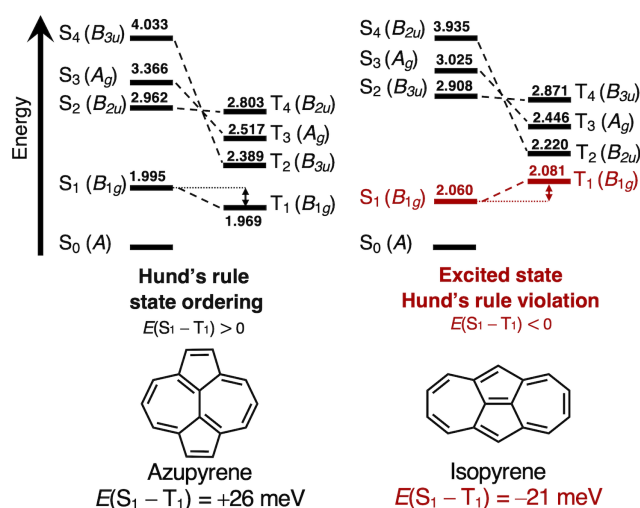 Energy
S₄ (B₃ᵤ) 4.033
S₃ (A_g) 3.366
S₂ (B₂ᵤ) 2.962
2.803 T₄ (B₂ᵤ)
2.517 T₃ (A_g)
2.389 T₂ (B₃ᵤ)
S₁ (B₁g) 1.995
T₁ (B₁g)
1.969
S₀ (A)
Hund's rule
state ordering
E(S₁ – T₁) > 0
Azupyrene
E(S₁ – T₁) = +26 meV
S₄ (B₂ᵤ) 3.935
S₃ (A_g) 3.025
S₂ (B₃ᵤ) 2.908
2.871 T₄ (B₃ᵤ)
2.446 T₃ (A_g)
2.220 T₂ (B₂ᵤ)
2.081 T₁ (B₁g)
S₁ (B₁g) 2.060
S₀ (A)
Excited state
Hund's rule violation
E(S₁ – T₁) < 0
Isopyrene
E(S₁ – T₁) = –21 meV